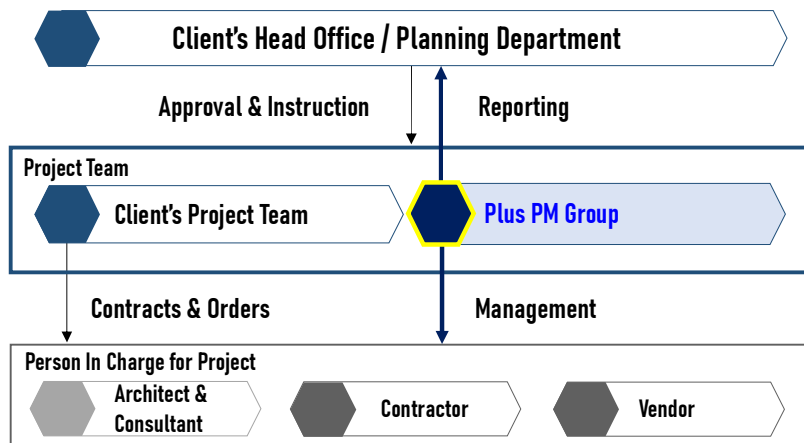 Client's Head Office / Planning Department
Approval & Instruction
Reporting
Project Team
Client's Project Team
Plus PM Group
Contracts & Orders
Management
Person In Charge for Project
Architect &
Consultant
Contractor
Vendor